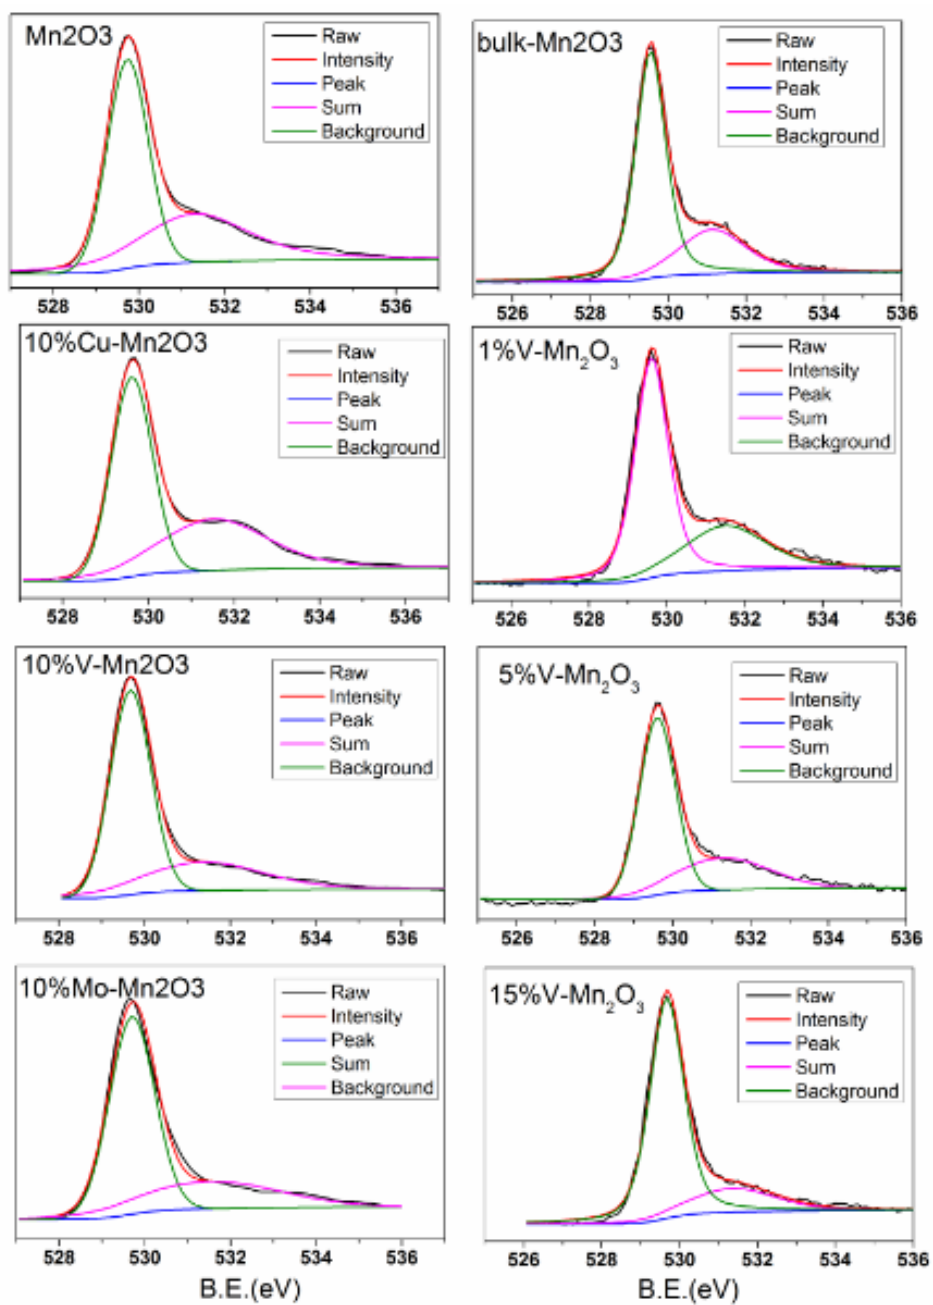 Mn2O3
Raw
Intensity
Peak
Sum
Background
528 530 532 534 536
bulk-Mn2O3
Raw
Intensity
Peak
Sum
Background
526 528 530 532 534 536
10%Cu-Mn2O3
Raw
Intensity
Peak
Sum
Background
528 530 532 534 536
1%V-Mn₂O₃
Raw
Intensity
Peak
Sum
Background
526 528 530 532 534 536
10%V-Mn2O3
Raw
Intensity
Peak
Sum
Background
528 530 532 534 536
5%V-Mn₂O₃
Raw
Intensity
Peak
Sum
Background
526 528 530 532 534 536
10%Mo-Mn2O3
Raw
Intensity
Peak
Sum
Background
528 530 532 534 536
B.E.(eV)
15%V-Mn₂O₃
Raw
Intensity
Peak
Sum
Background
526 528 530 532 534 536
B.E.(eV)